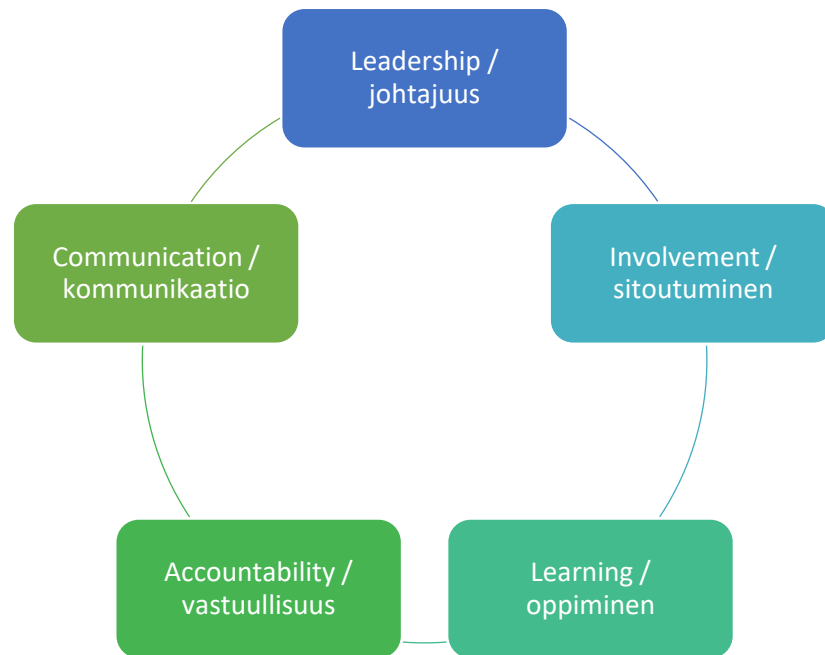 Leadership /
johtajuus
Communication /
kommunikaatio
Involvement /
sitoutuminen
Accountability /
vastuullisuus
Learning /
oppiminen